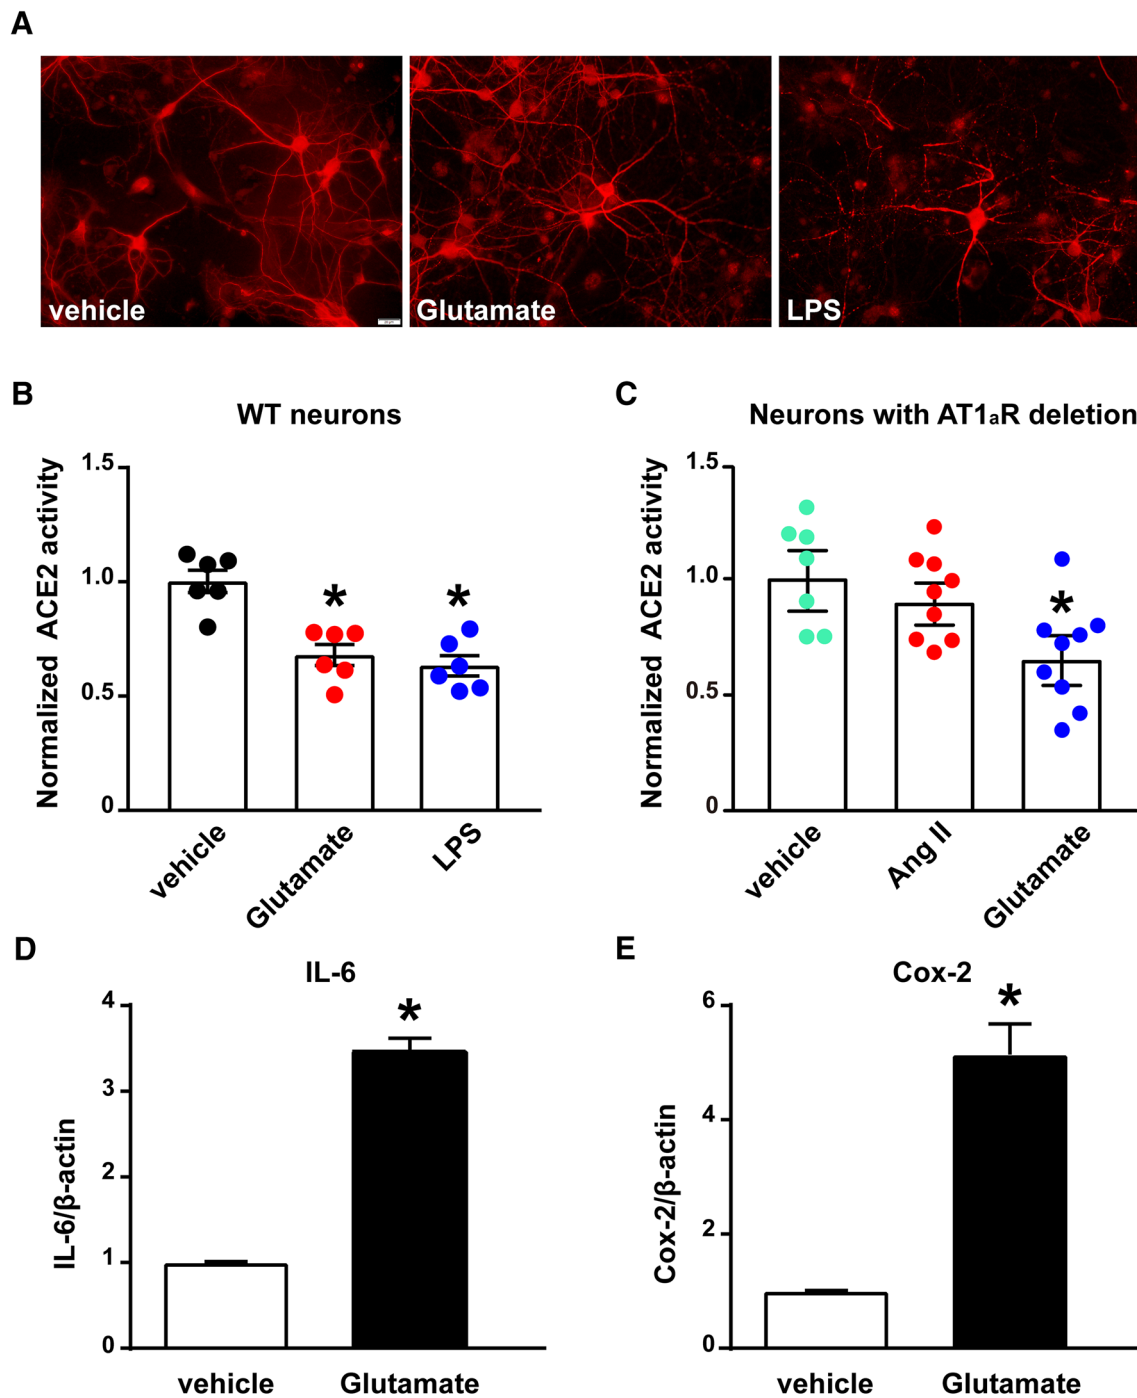 A
vehicle
Glutamate
LPS
B
WT neurons
Normalized ACE2 activity
1.5
1.0
0.5
0
*
*
vehicle
Glutamate
LPS
C
Neurons with AT1aR deletion
Normalized ACE2 activity
1.5
1.0
0.5
0
*
vehicle
Ang II
Glutamate
D
IL-6
IL-6/β-actin
4
3
2
1
0
*
vehicle
Glutamate
E
Cox-2
Cox-2/β-actin
6
4
2
0
*
vehicle
Glutamate